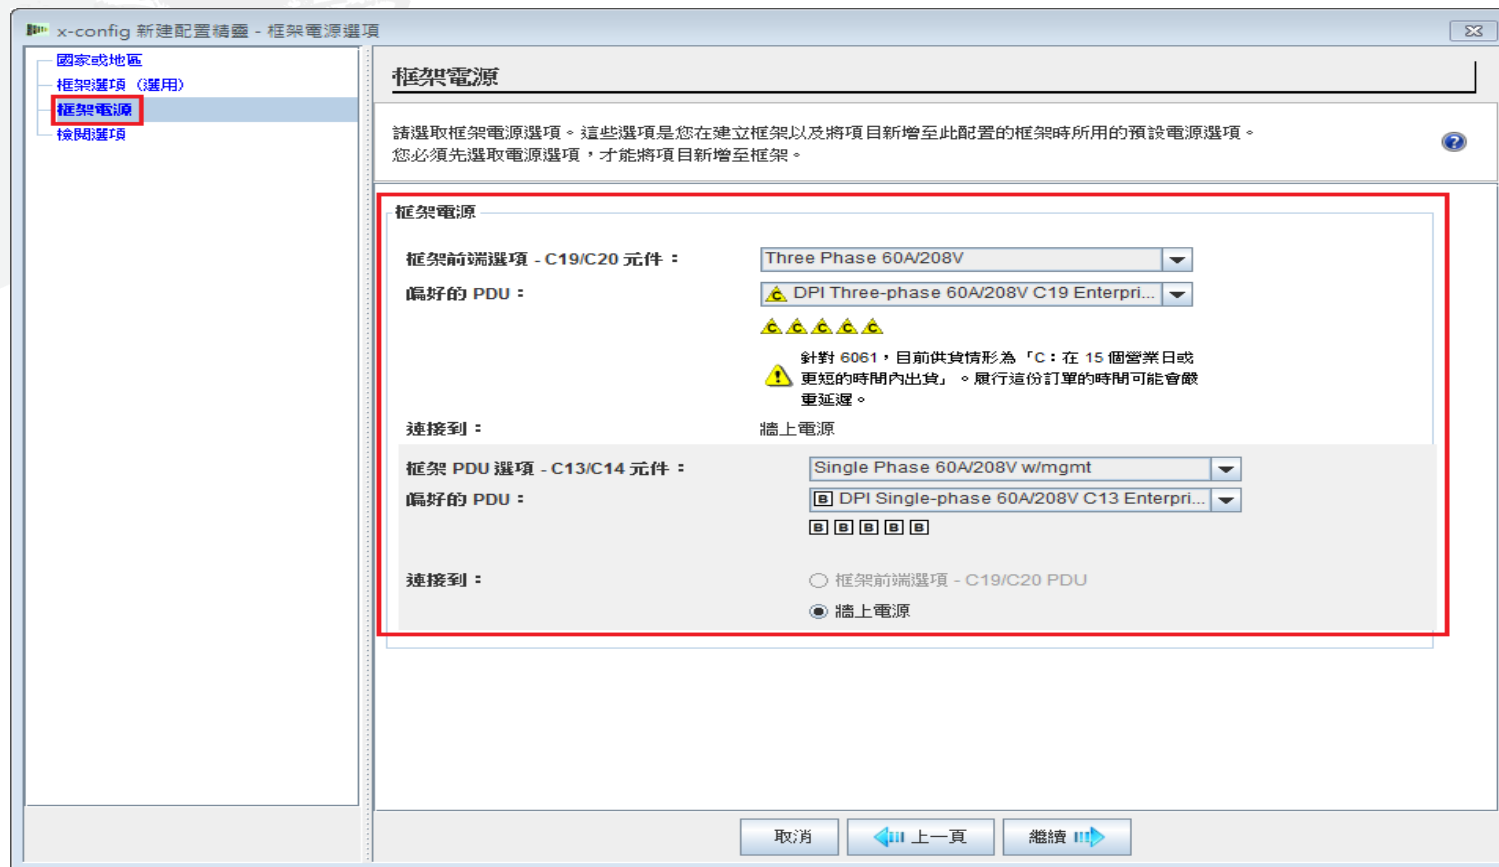 x-config 新建配置精靈 - 框架電源選項
國家或地區
框架選項（選用）
框架電源
檢閱選項
框架電源
請選取框架電源選項。這些選項是您在建立框架以及將項目新增至此配置的框架時所用的預設電源選項。
您必須先選取電源選項，才能將項目新增至框架。
框架電源
框架前端選項 - C19/C20 元件：
Three Phase 60A/208V
偏好的 PDU：
C DPI Three-phase 60A/208V C19 Enterpri...
C C C C C
針對 6061，目前供貨情形為「C：在 15 個營業日或
更短的時間內出貨」。履行這份訂單的時間可能會嚴
重延遲。
連接到：
牆上電源
框架 PDU 選項 - C13/C14 元件：
Single Phase 60A/208V w/mgmt
偏好的 PDU：
B DPI Single-phase 60A/208V C13 Enterpri...
B B B B B
連接到：
框架前端選項 - C19/C20 PDU
牆上電源
取消
上一頁
繼續